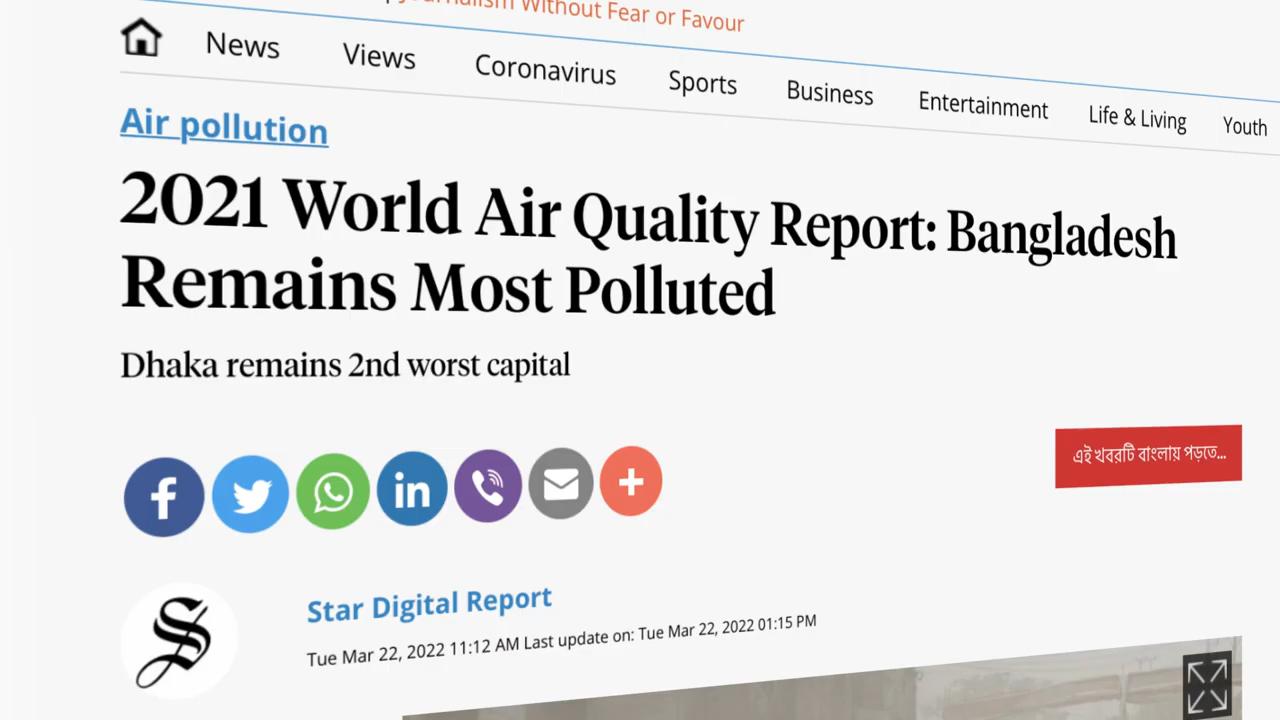 Journalism Without Fear or Favour
News Views Coronavirus Sports Business Entertainment Life & Living Youth
Air pollution
2021 World Air Quality Report: Bangladesh
Remains Most Polluted
Dhaka remains 2nd worst capital
এই খবরটি বাংলায় পড়তে...
Star Digital Report
Tue Mar 22, 2022 11:12 AM Last update on: Tue Mar 22, 2022 01:15 PM